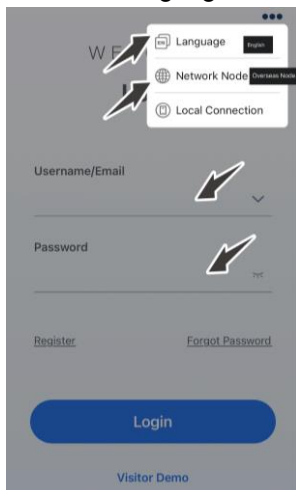 W E
Language English
Network Node Overseas Node
Local Connection
Username/Email
Password
Register Forgot Password
Login
Visitor Demo